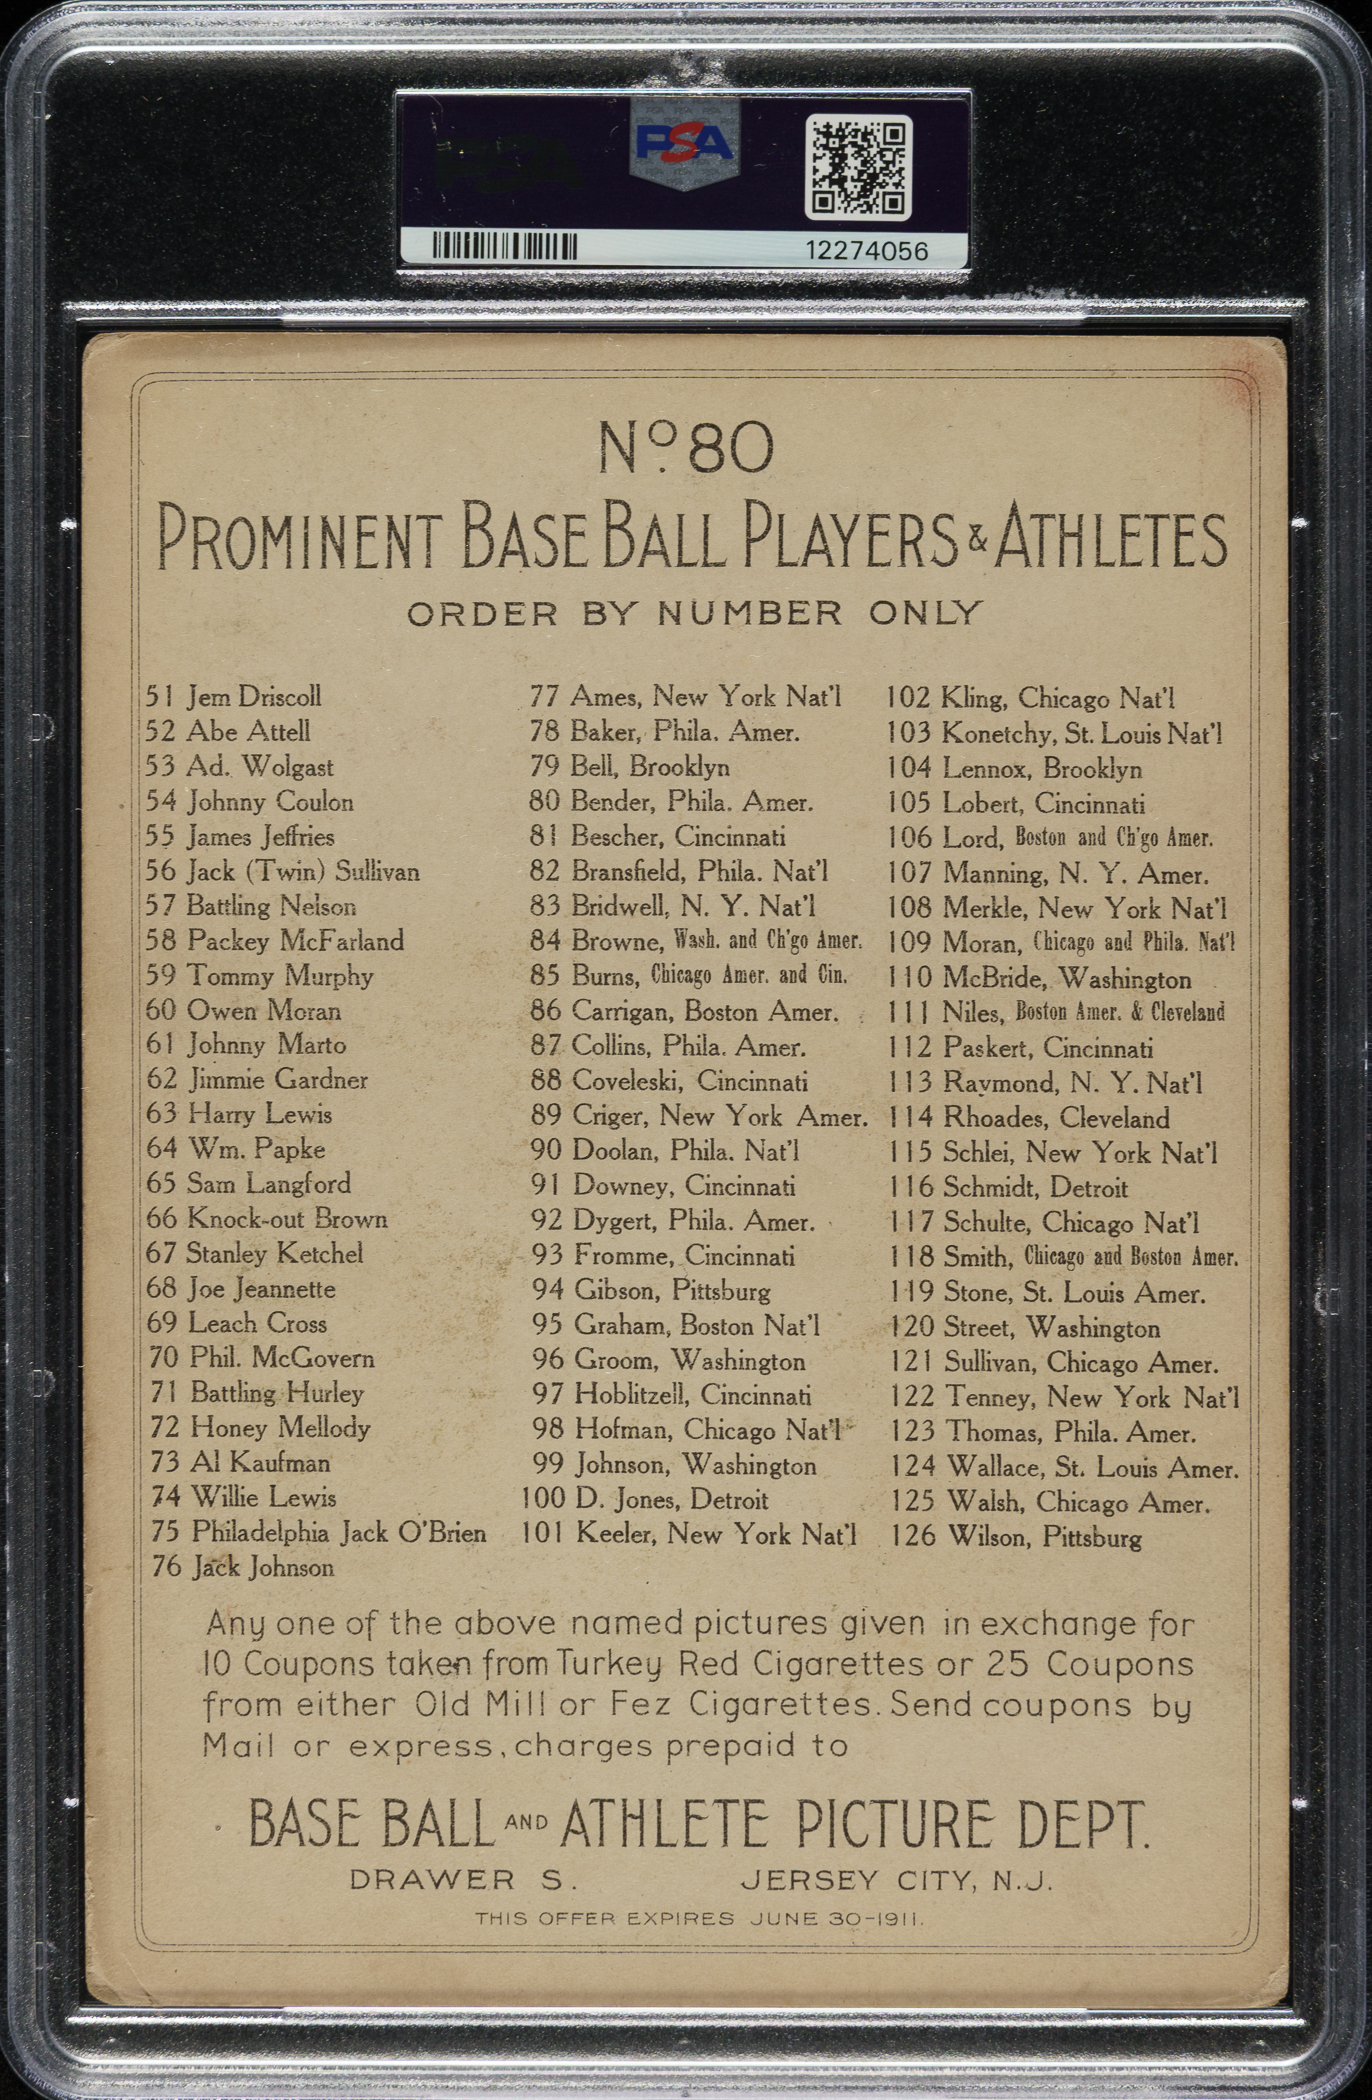 PSA
12274056
Nº 80
PROMINENT BASE BALL PLAYERS & ATHLETES
ORDER BY NUMBER ONLY
51 Jem Driscoll
52 Abe Attell
53 Ad. Wolgast
54 Johnny Coulon
55 James Jeffries
56 Jack (Twin) Sullivan
57 Battling Nelson
58 Packey McFarland
59 Tommy Murphy
60 Owen Moran
61 Johnny Marto
62 Jimmie Gardner
63 Harry Lewis
64 Wm. Papke
65 Sam Langford
66 Knock-out Brown
67 Stanley Ketchel
68 Joe Jeannette
69 Leach Cross
70 Phil. McGovern
71 Battling Hurley
72 Honey Mellody
73 Al Kaufman
74 Willie Lewis
75 Philadelphia Jack O'Brien
76 Jack Johnson
77 Ames, New York Nat'l
78 Baker, Phila. Amer.
79 Bell, Brooklyn
80 Bender, Phila. Amer.
81 Bescher, Cincinnati
82 Bransfield, Phila. Nat'l
83 Bridwell, N. Y. Nat'l
84 Browne, Wash. and Ch'go Amer.
85 Burns, Chicago Amer. and Cin.
86 Carrigan, Boston Amer.
87 Collins, Phila. Amer.
88 Coveleski, Cincinnati
89 Criger, New York Amer.
90 Doolan, Phila. Nat'l
91 Downey, Cincinnati
92 Dygert, Phila. Amer.
93 Fromme, Cincinnati
94 Gibson, Pittsburg
95 Graham, Boston Nat'l
96 Groom, Washington
97 Hoblitzell, Cincinnati
98 Hofman, Chicago Nat'l
99 Johnson, Washington
100 D. Jones, Detroit
101 Keeler, New York Nat'l
102 Kling, Chicago Nat'l
103 Konetchy, St. Louis Nat'l
104 Lennox, Brooklyn
105 Lobert, Cincinnati
106 Lord, Boston and Ch'go Amer.
107 Manning, N. Y. Amer.
108 Merkle, New York Nat'l
109 Moran, Chicago and Phila. Nat'l
110 McBride, Washington
111 Niles, Boston Amer. & Cleveland
112 Paskert, Cincinnati
113 Raymond, N. Y. Nat'l
114 Rhoades, Cleveland
115 Schlei, New York Nat'l
116 Schmidt, Detroit
117 Schulte, Chicago Nat'l
118 Smith, Chicago and Boston Amer.
119 Stone, St. Louis Amer.
120 Street, Washington
121 Sullivan, Chicago Amer.
122 Tenney, New York Nat'l
123 Thomas, Phila. Amer.
124 Wallace, St. Louis Amer.
125 Walsh, Chicago Amer.
126 Wilson, Pittsburg
Any one of the above named pictures given in exchange for
10 Coupons taken from Turkey Red Cigarettes or 25 Coupons
from either Old Mill or Fez Cigarettes. Send coupons by
Mail or express, charges prepaid to
BASE BALL AND ATHLETE PICTURE DEPT.
DRAWER S. JERSEY CITY, N.J.
THIS OFFER EXPIRES JUNE 30-1911.